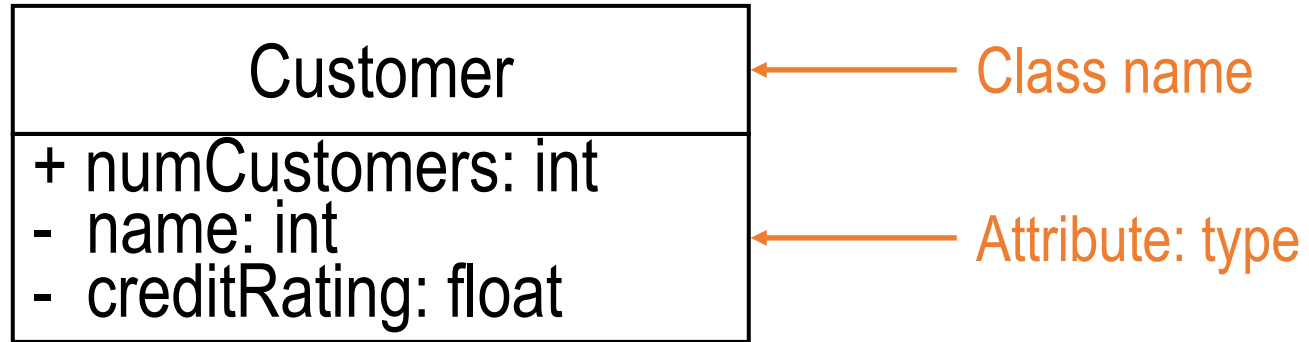 Customer
Class name
+ numCustomers: int
- name: int
- creditRating: float
Attribute: type